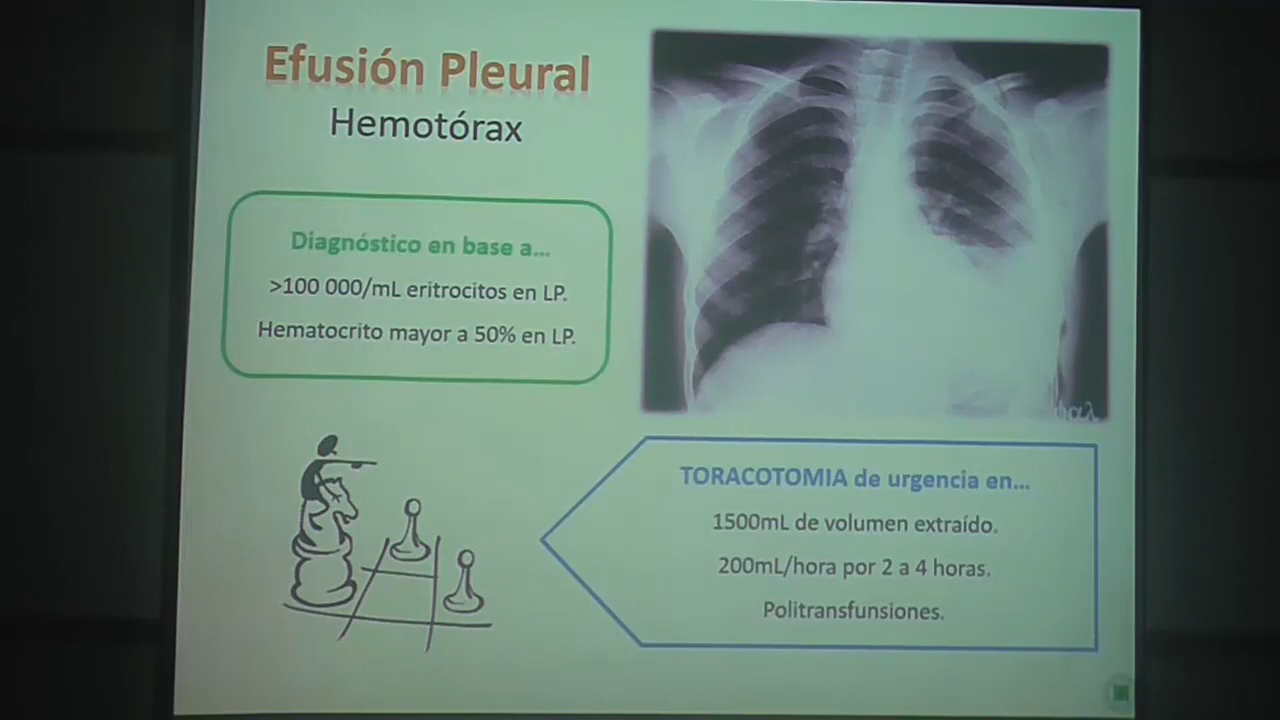 Efusión Pleural
Hemotórax
Diagnóstico en base a...
>100 000/mL eritrocitos en LP.
Hematocrito mayor a 50% en LP.
TORACOTOMIA de urgencia en...
1500mL de volumen extraído.
200mL/hora por 2 a 4 horas.
Politransfunsiones.